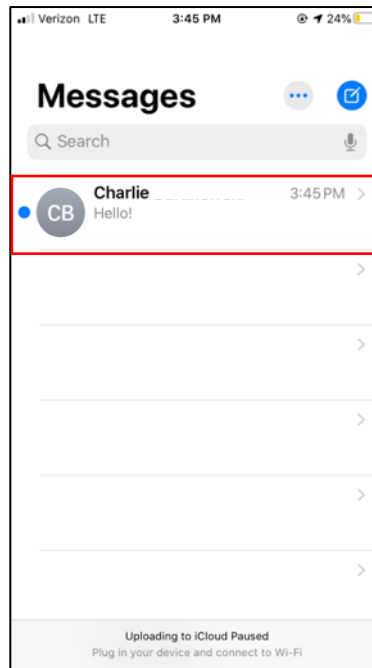 Verizon LTE 3:45 PM 24%
Messages
Search
Charlie 3:45 PM
CB
Hello!
Uploading to iCloud Paused
Plug in your device and connect to Wi-Fi